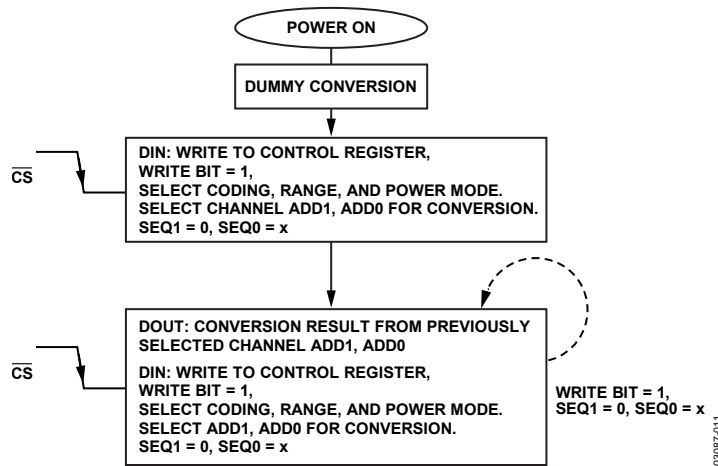 POWER ON
DUMMY CONVERSION
CS
DIN: WRITE TO CONTROL REGISTER,
WRITE BIT = 1,
SELECT CODING, RANGE, AND POWER MODE.
SELECT CHANNEL ADD1, ADD0 FOR CONVERSION.
SEQ1 = 0, SEQ0 = x
DOUT: CONVERSION RESULT FROM PREVIOUSLY
SELECTED CHANNEL ADD1, ADD0
CS
DIN: WRITE TO CONTROL REGISTER,
WRITE BIT = 1,
SELECT CODING, RANGE, AND POWER MODE.
SELECT ADD1, ADD0 FOR CONVERSION.
SEQ1 = 0, SEQ0 = x
WRITE BIT = 1,
SEQ1 = 0, SEQ0 = x
03087-011